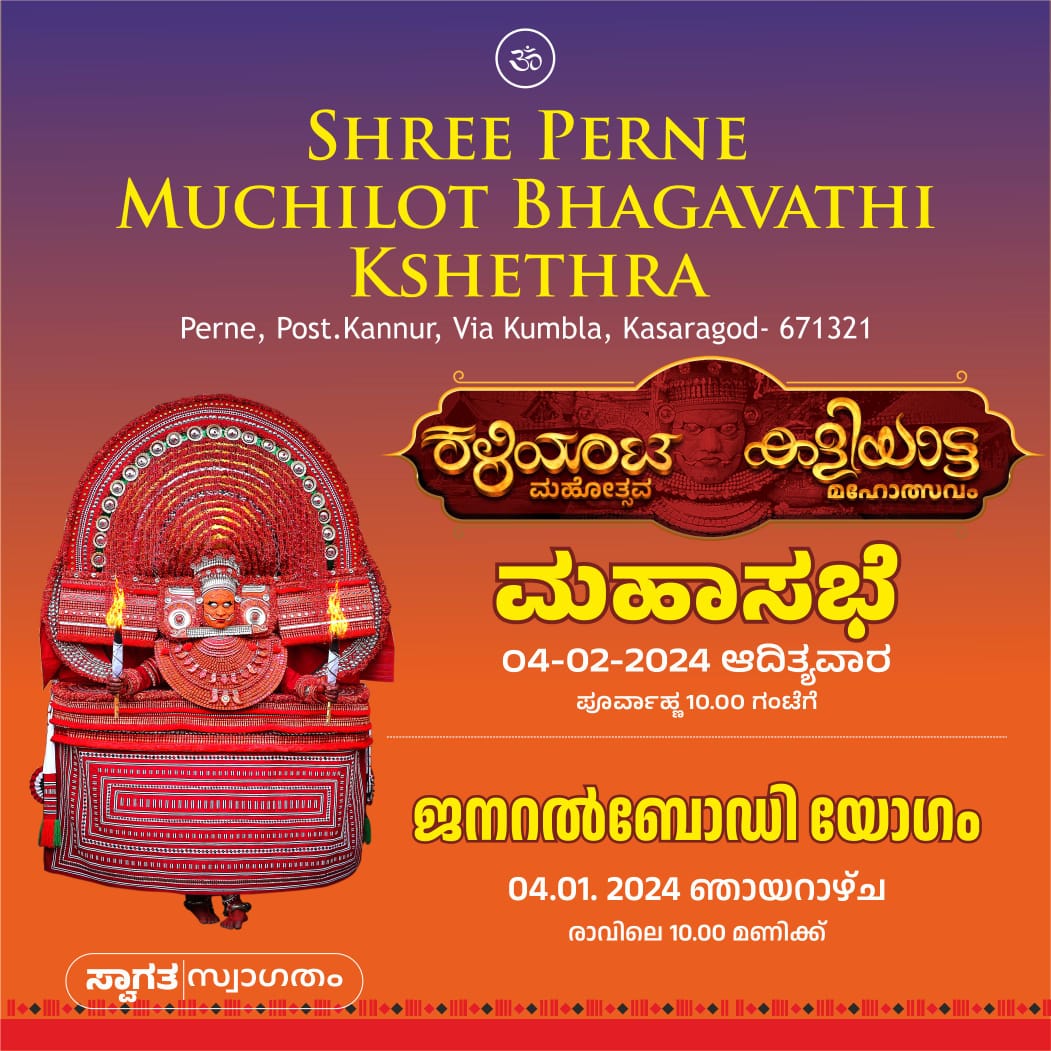 ॐ
SHREE PERNE
MUCHILOT BHAGAVATHI
KSHETHRA
Perne, Post.Kannur, Via Kumbla, Kasaragod- 671321
ಕಳಿಯಾಟ കളിയാട്ട
ಮಹೋತ್ಸವ മഹോത്സവം
ಮಹಾಸಭೆ
04-02-2024 ಆದಿತ್ಯವಾರ
ಪೂರ್ವಾಹ್ಣ 10.00 ಗಂಟೆಗೆ
ജനറൽബോഡി യോഗം
04.01. 2024 ഞായറാഴ്ച
രാവിലെ 10.00 മണിക്ക്
ಸ್ವಾಗತ സ്വാഗതം